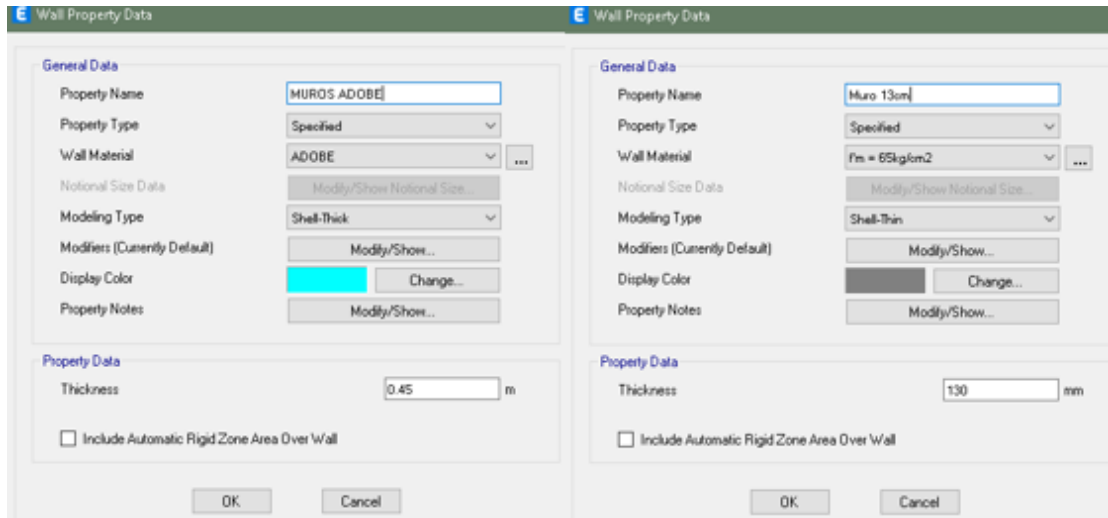 E Wall Property Data
General Data
Property Name MUROS ADOBE
Property Type Specified
Wall Material ADOBE ...
Notional Size Data Modify/Show Notional Size...
Modeling Type Shell-Thick
Modifiers (Currently Default) Modify/Show...
Display Color Change...
Property Notes Modify/Show...
Property Data
Thickness 0.45 m
Include Automatic Rigid Zone Area Over Wall
OK Cancel
E Wall Property Data
General Data
Property Name Muro 13cm
Property Type Specified
Wall Material f'm = 65kg/cm2 ...
Notional Size Data Modify/Show Notional Size...
Modeling Type Shell-Thin
Modifiers (Currently Default) Modify/Show...
Display Color Change...
Property Notes Modify/Show...
Property Data
Thickness 130 mm
Include Automatic Rigid Zone Area Over Wall
OK Cancel